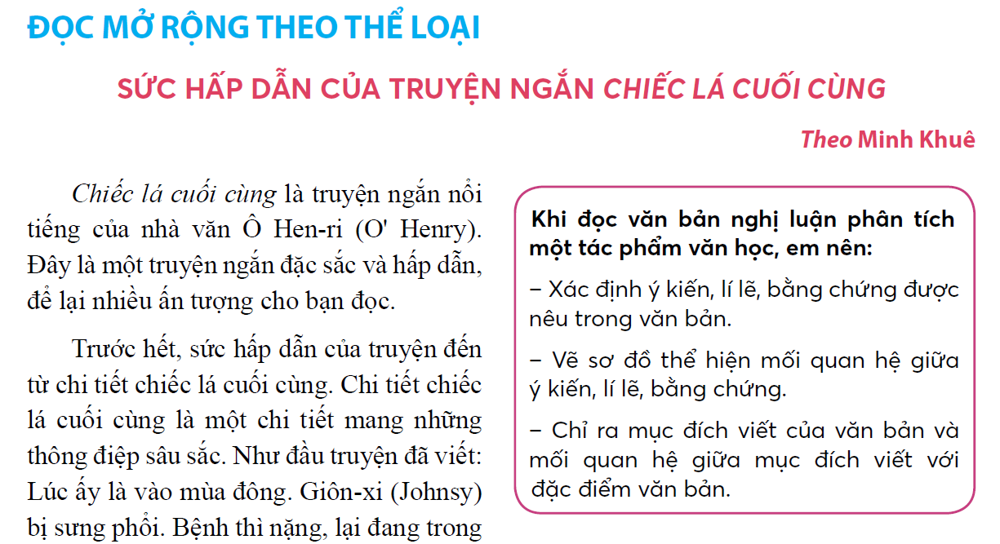 ĐỌC MỞ RỘNG THEO THỂ LOẠI
SỨC HẤP DẪN CỦA TRUYỆN NGẮN CHIẾC LÁ CUỐI CÙNG
Theo Minh Khuê
Chiếc lá cuối cùng là truyện ngắn nổi
tiếng của nhà văn Ô Hen-ri (O' Henry).
Đây là một truyện ngắn đặc sắc và hấp dẫn,
để lại nhiều ấn tượng cho bạn đọc.
Trước hết, sức hấp dẫn của truyện đến
từ chi tiết chiếc lá cuối cùng. Chi tiết chiếc
lá cuối cùng là một chi tiết mang những
thông điệp sâu sắc. Như đầu truyện đã viết:
Lúc ấy là vào mùa đông. Giôn-xi (Johnsy)
bị sưng phổi. Bệnh thì nặng, lại đang trong
Khi đọc văn bản nghị luận phân tích
một tác phẩm văn học, em nên:
– Xác định ý kiến, lí lẽ, bằng chứng được
nêu trong văn bản.
– Vẽ sơ đồ thể hiện mối quan hệ giữa
ý kiến, lí lẽ, bằng chứng.
– Chỉ ra mục đích viết của văn bản và
mối quan hệ giữa mục đích viết với
đặc điểm văn bản.